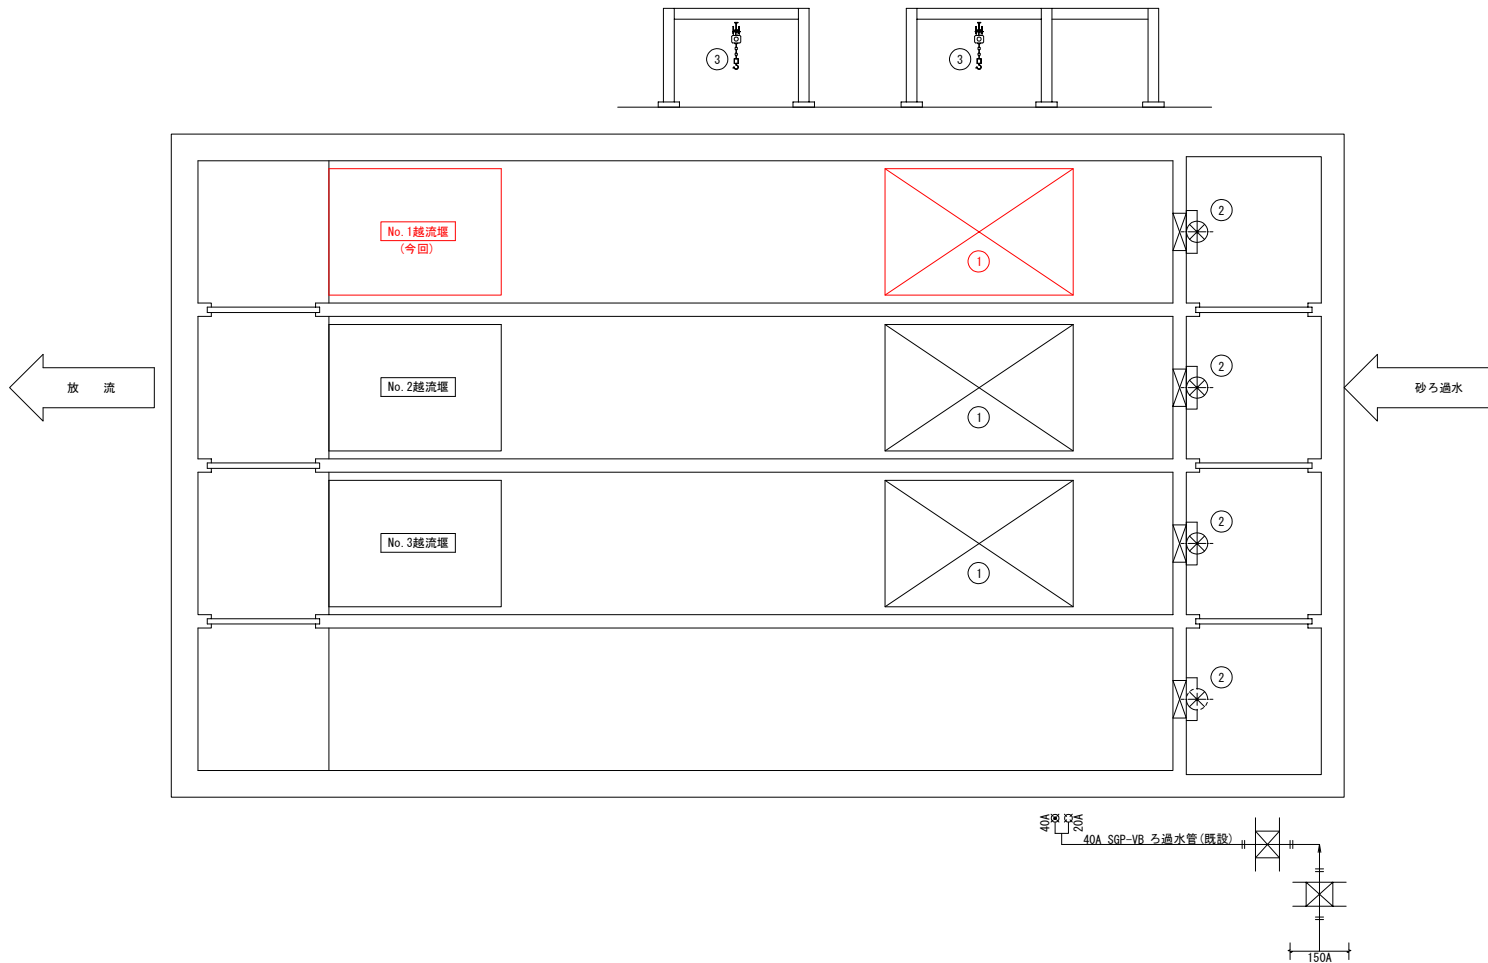 ③
③
No.1越流堰
(今回)
①
②
放　流
No.2越流堰
①
②
砂ろ過水
No.3越流堰
①
②
②
40A
20A
40A SGP-VB ろ過水管(既設)
150A